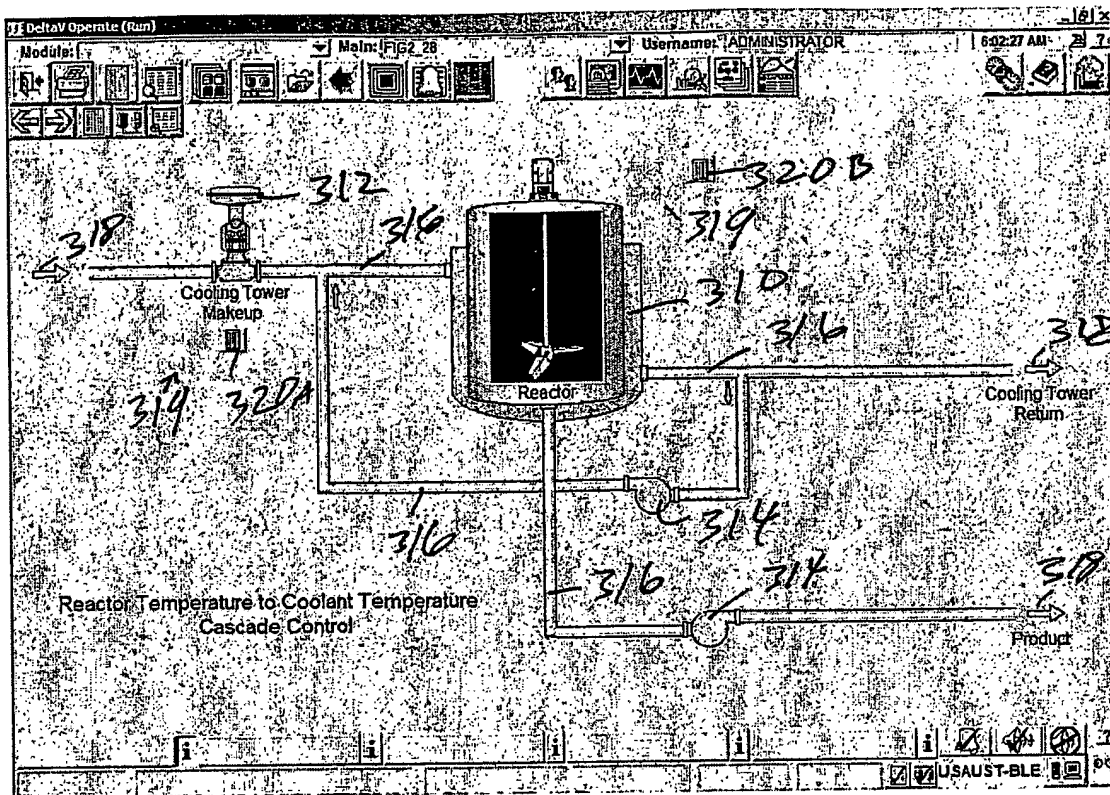 DeltaV Operate (Run)
Module: Main: FIG2_28 Username: ADMINISTRATOR 6:02:27 AM
312
320B
318
316
319
310
Cooling Tower
Makeup
316
319 320A
Reactor
Cooling Tower
Return
314
316
316 314 318
Reactor Temperature to Coolant Temperature
Cascade Control
Product
i i i i i
USAUST-BLE